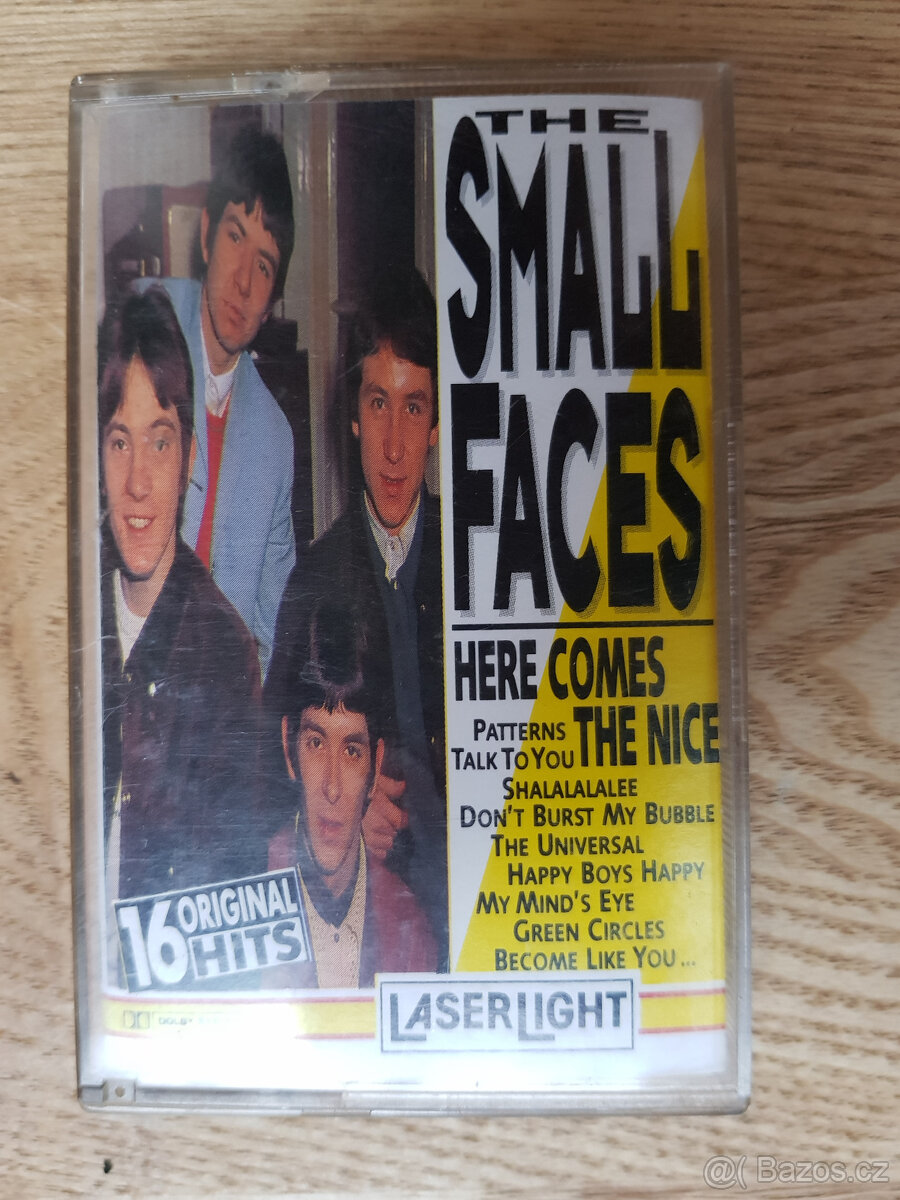 THE
SMALL
FACES
HERE COMES
THE NICE
PATTERNS
TALK TO YOU
SHALALALALEE
DON'T BURST MY BUBBLE
THE UNIVERSAL
HAPPY BOYS HAPPY
MY MIND'S EYE
GREEN CIRCLES
BECOME LIKE YOU...
16 ORIGINAL
HITS
LASERLIGHT
DOLBY
@( Bazos.cz